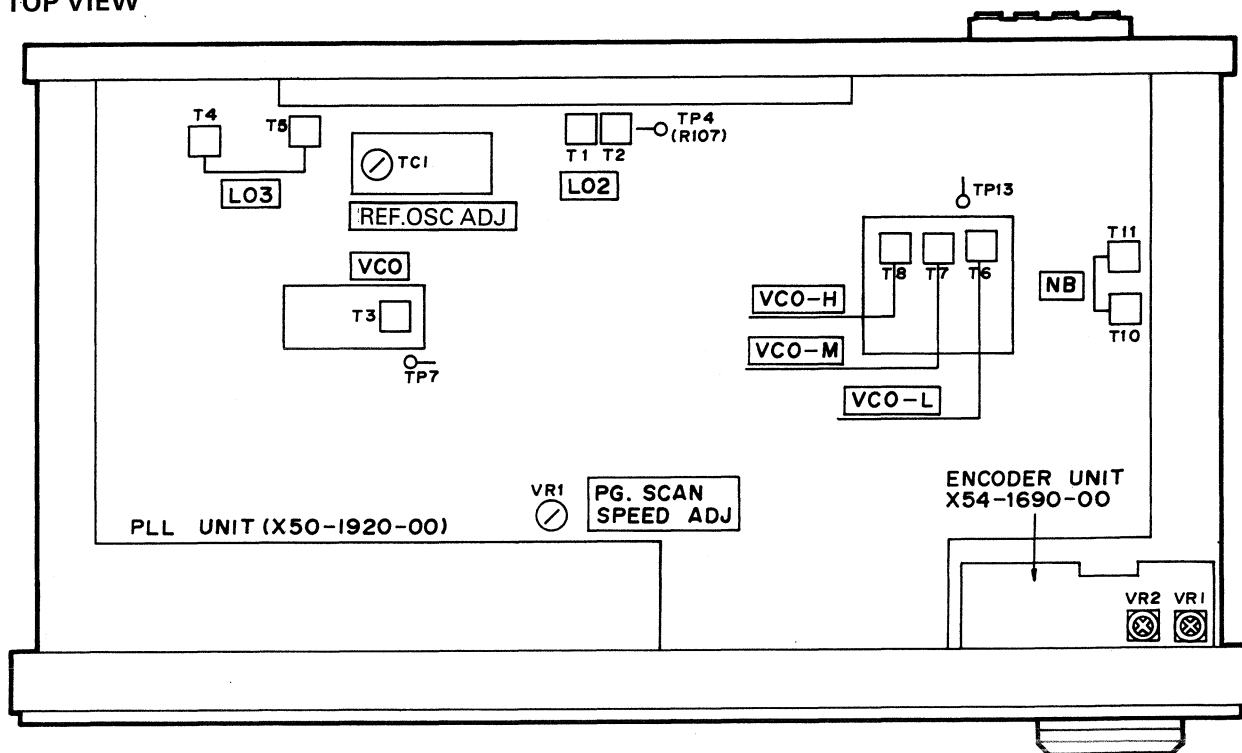 TOP VIEW
T4
T5
TC1
T1
T2
TP4
(R107)
LO3
LO2
REF.OSC ADJ
TP13
T11
T8
T7
T6
VCO
NB
VCO-H
T3
T10
VCO-M
TP7
VCO-L
VR1
PG. SCAN
SPEED ADJ
ENCODER UNIT
X54-1690-00
PLL UNIT (X50-1920-00)
VR2
VR1